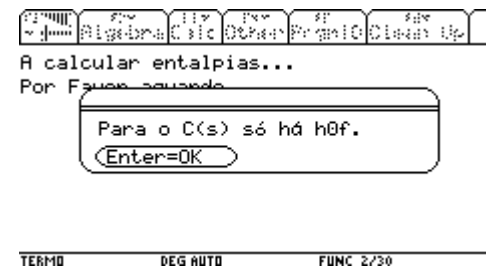 Algebra Calc Other PrgmIO Clean Up
A calcular entalpias...
Por Favor aguarde
Para o C(s) só há h0f.
Enter=OK
TERMO DEG AUTO FUNC 2/30